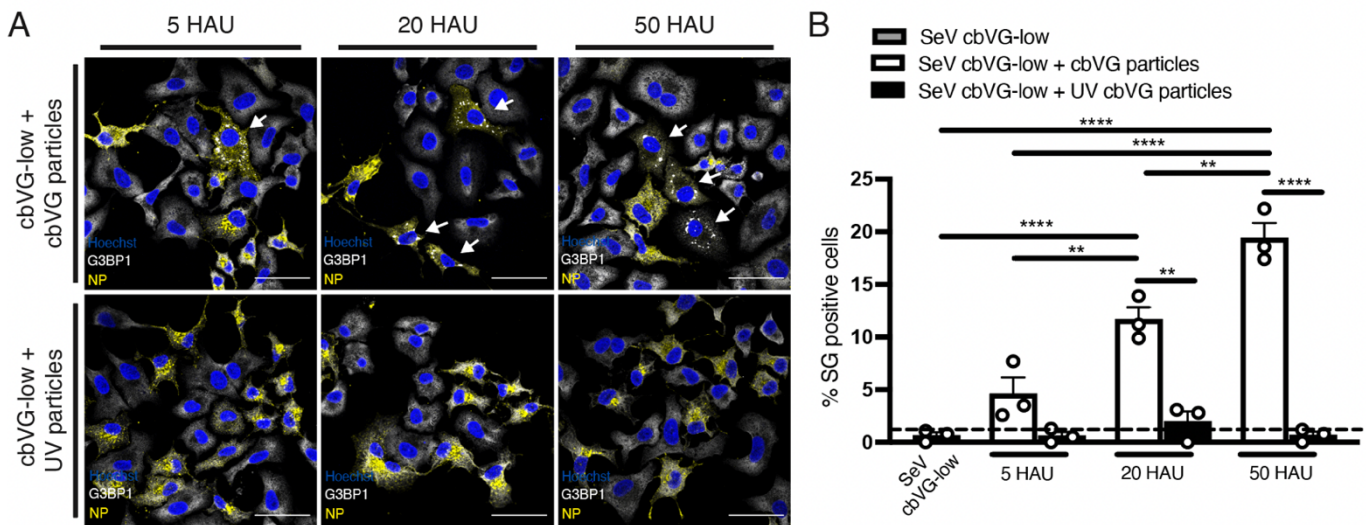 A
5 HAU
20 HAU
50 HAU
cbVG-low +
cbVG particles
Hoechst
G3BP1
NP
Hoechst
G3BP1
NP
Hoechst
G3BP1
NP
cbVG-low +
UV particles
Hoechst
G3BP1
NP
Hoechst
G3BP1
NP
Hoechst
G3BP1
NP
B
SeV cbVG-low
SeV cbVG-low + cbVG particles
SeV cbVG-low + UV cbVG particles
****
****
**
****
****
**
**
% SG positive cells
25
20
15
10
5
0
SeV
cbVG-low
5 HAU
20 HAU
50 HAU